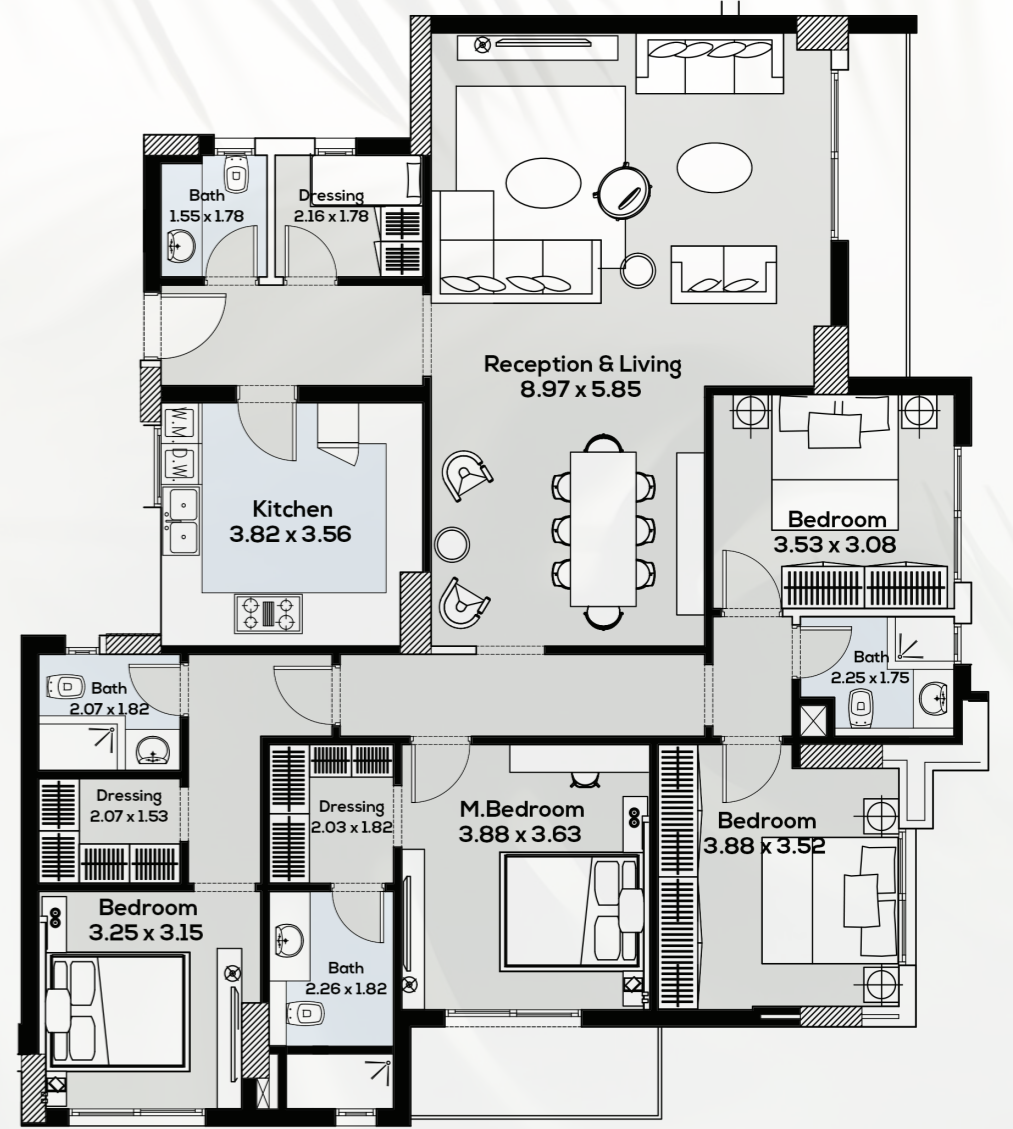 Bath
1.55 x 1.78
Dressing
2.16 x 1.78
Reception & Living
8.97 x 5.85
W.M.
D.W.
Kitchen
3.82 x 3.56
Bedroom
3.53 x 3.08
Bath
2.25 x 1.75
Bath
2.07 x 1.82
Dressing
2.07 x 1.53
Dressing
2.03 x 1.82
M.Bedroom
3.88 x 3.63
Bedroom
3.88 x 3.52
Bedroom
3.25 x 3.15
Bath
2.26 x 1.82